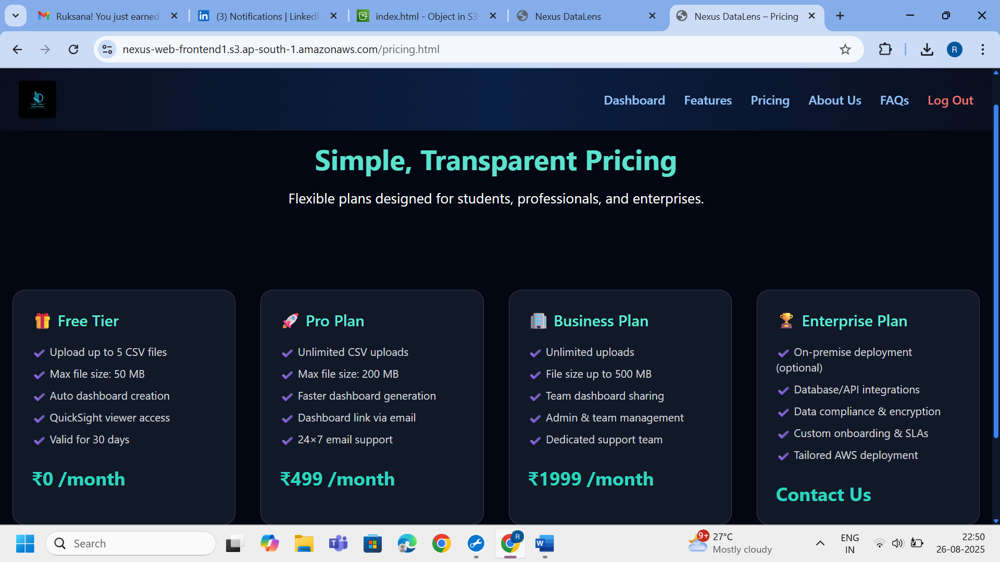 Ruksana! You just earned
(3) Notifications | LinkedI
index.html - Object in S3
Nexus DataLens
Nexus DataLens – Pricing
nexus-web-frontend1.s3.ap-south-1.amazonaws.com/pricing.html
R
Dashboard
Features
Pricing
About Us
FAQs
Log Out
Simple, Transparent Pricing
Flexible plans designed for students, professionals, and enterprises.
Free Tier
Upload up to 5 CSV files
Max file size: 50 MB
Auto dashboard creation
QuickSight viewer access
Valid for 30 days
₹0 /month
Pro Plan
Unlimited CSV uploads
Max file size: 200 MB
Faster dashboard generation
Dashboard link via email
24×7 email support
₹499 /month
Business Plan
Unlimited uploads
File size up to 500 MB
Team dashboard sharing
Admin & team management
Dedicated support team
₹1999 /month
Enterprise Plan
On-premise deployment
(optional)
Database/API integrations
Data compliance & encryption
Custom onboarding & SLAs
Tailored AWS deployment
Contact Us
Search
R
9+
27°C
Mostly cloudy
ENG
IN
22:50
26-08-2025